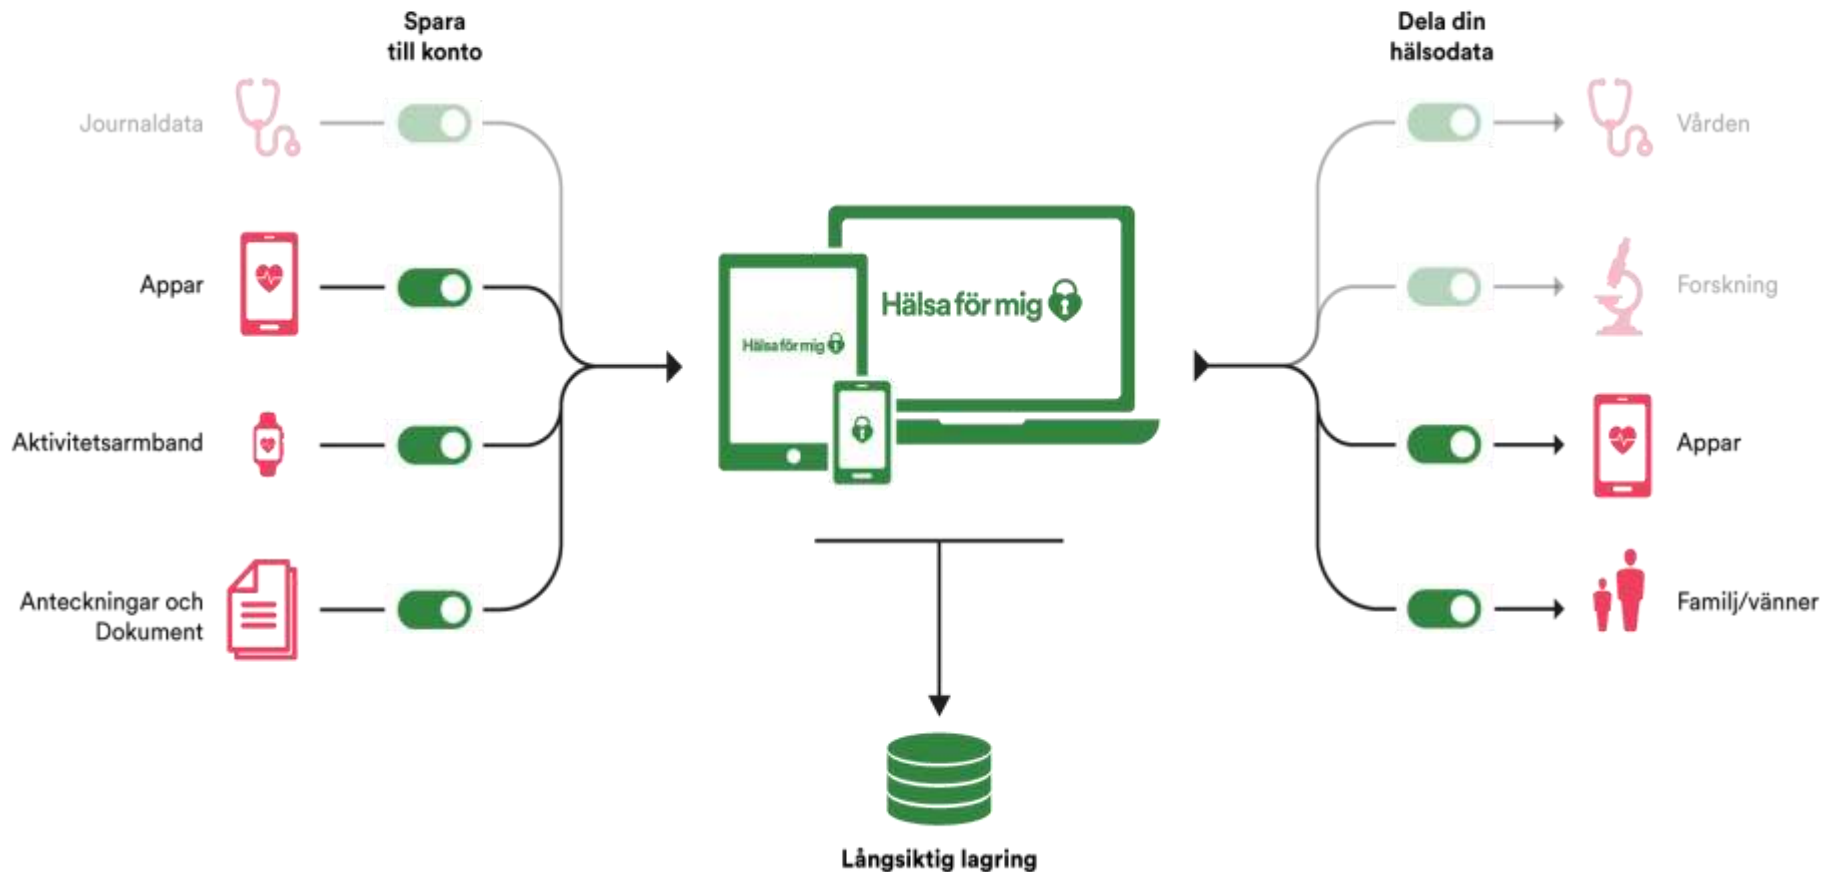 Spara
till konto
Journaldata
Appar
Aktivitetsarmband
Anteckningar och
Dokument
Hälsa för mig
Hälsa för mig
Långsiktig lagring
Dela din
hälsodata
Vården
Forskning
Appar
Familj/vänner